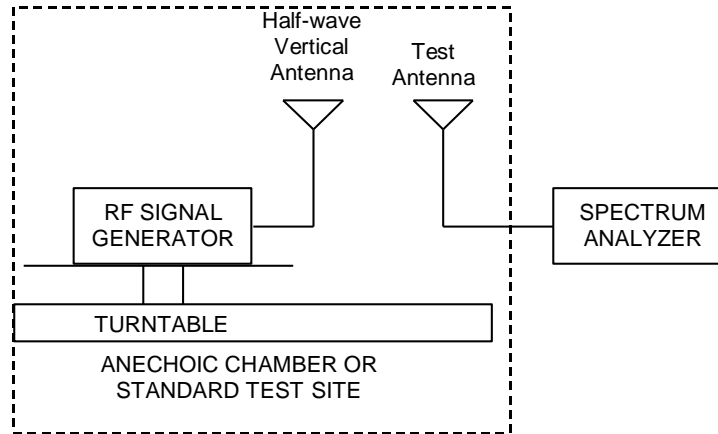 Half-wave
Vertical
Antenna
Test
Antenna
RF SIGNAL
GENERATOR
SPECTRUM
ANALYZER
TURNTABLE
ANECHOIC CHAMBER OR
STANDARD TEST SITE